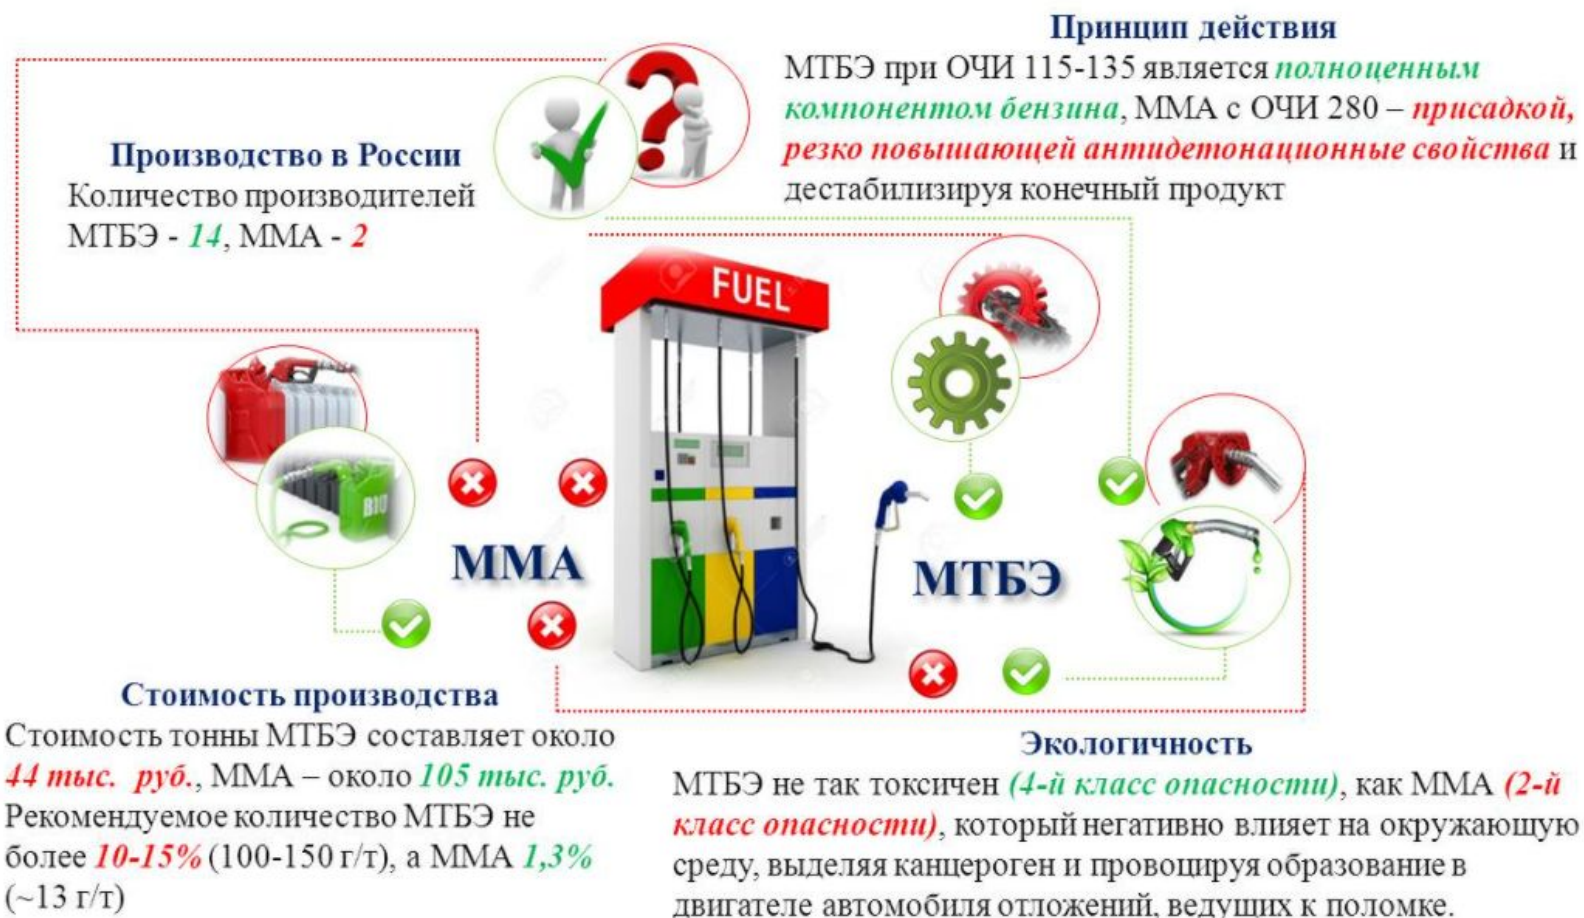 Принцип действия
МТБЭ при ОЧИ 115-135 является полноценным
компонентом бензина, ММА с ОЧИ 280 – присадкой,
резко повышающей антидетонационные свойства и
дестабилизируя конечный продукт
Производство в России
Количество производителей
МТБЭ - 14, ММА - 2
FUEL
BIO
ММА
МТБЭ
Стоимость производства
Стоимость тонны МТБЭ составляет около
44 тыс. руб., ММА – около 105 тыс. руб.
Рекомендуемое количество МТБЭ не
более 10-15% (100-150 г/т), а ММА 1,3%
(~13 г/т)
Экологичность
МТБЭ не так токсичен (4-й класс опасности), как ММА (2-й
класс опасности), который негативно влияет на окружающую
среду, выделяя канцероген и провоцируя образование в
двигателе автомобиля отложений, ведущих к поломке.